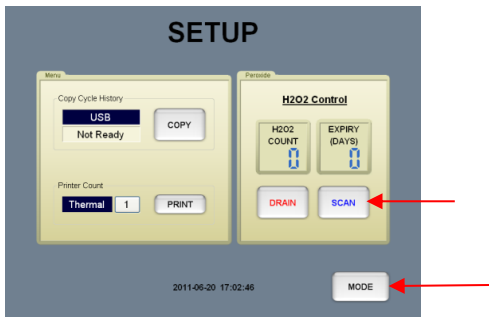 SETUP
Menu
Copy Cycle History
USB
Not Ready
COPY
Printer Count
Thermal 1 PRINT
Peroxide
H2O2 Control
H2O2 COUNT
0
EXPIRY (DAYS)
0
DRAIN SCAN
2011-06-20 17:02:46
MODE